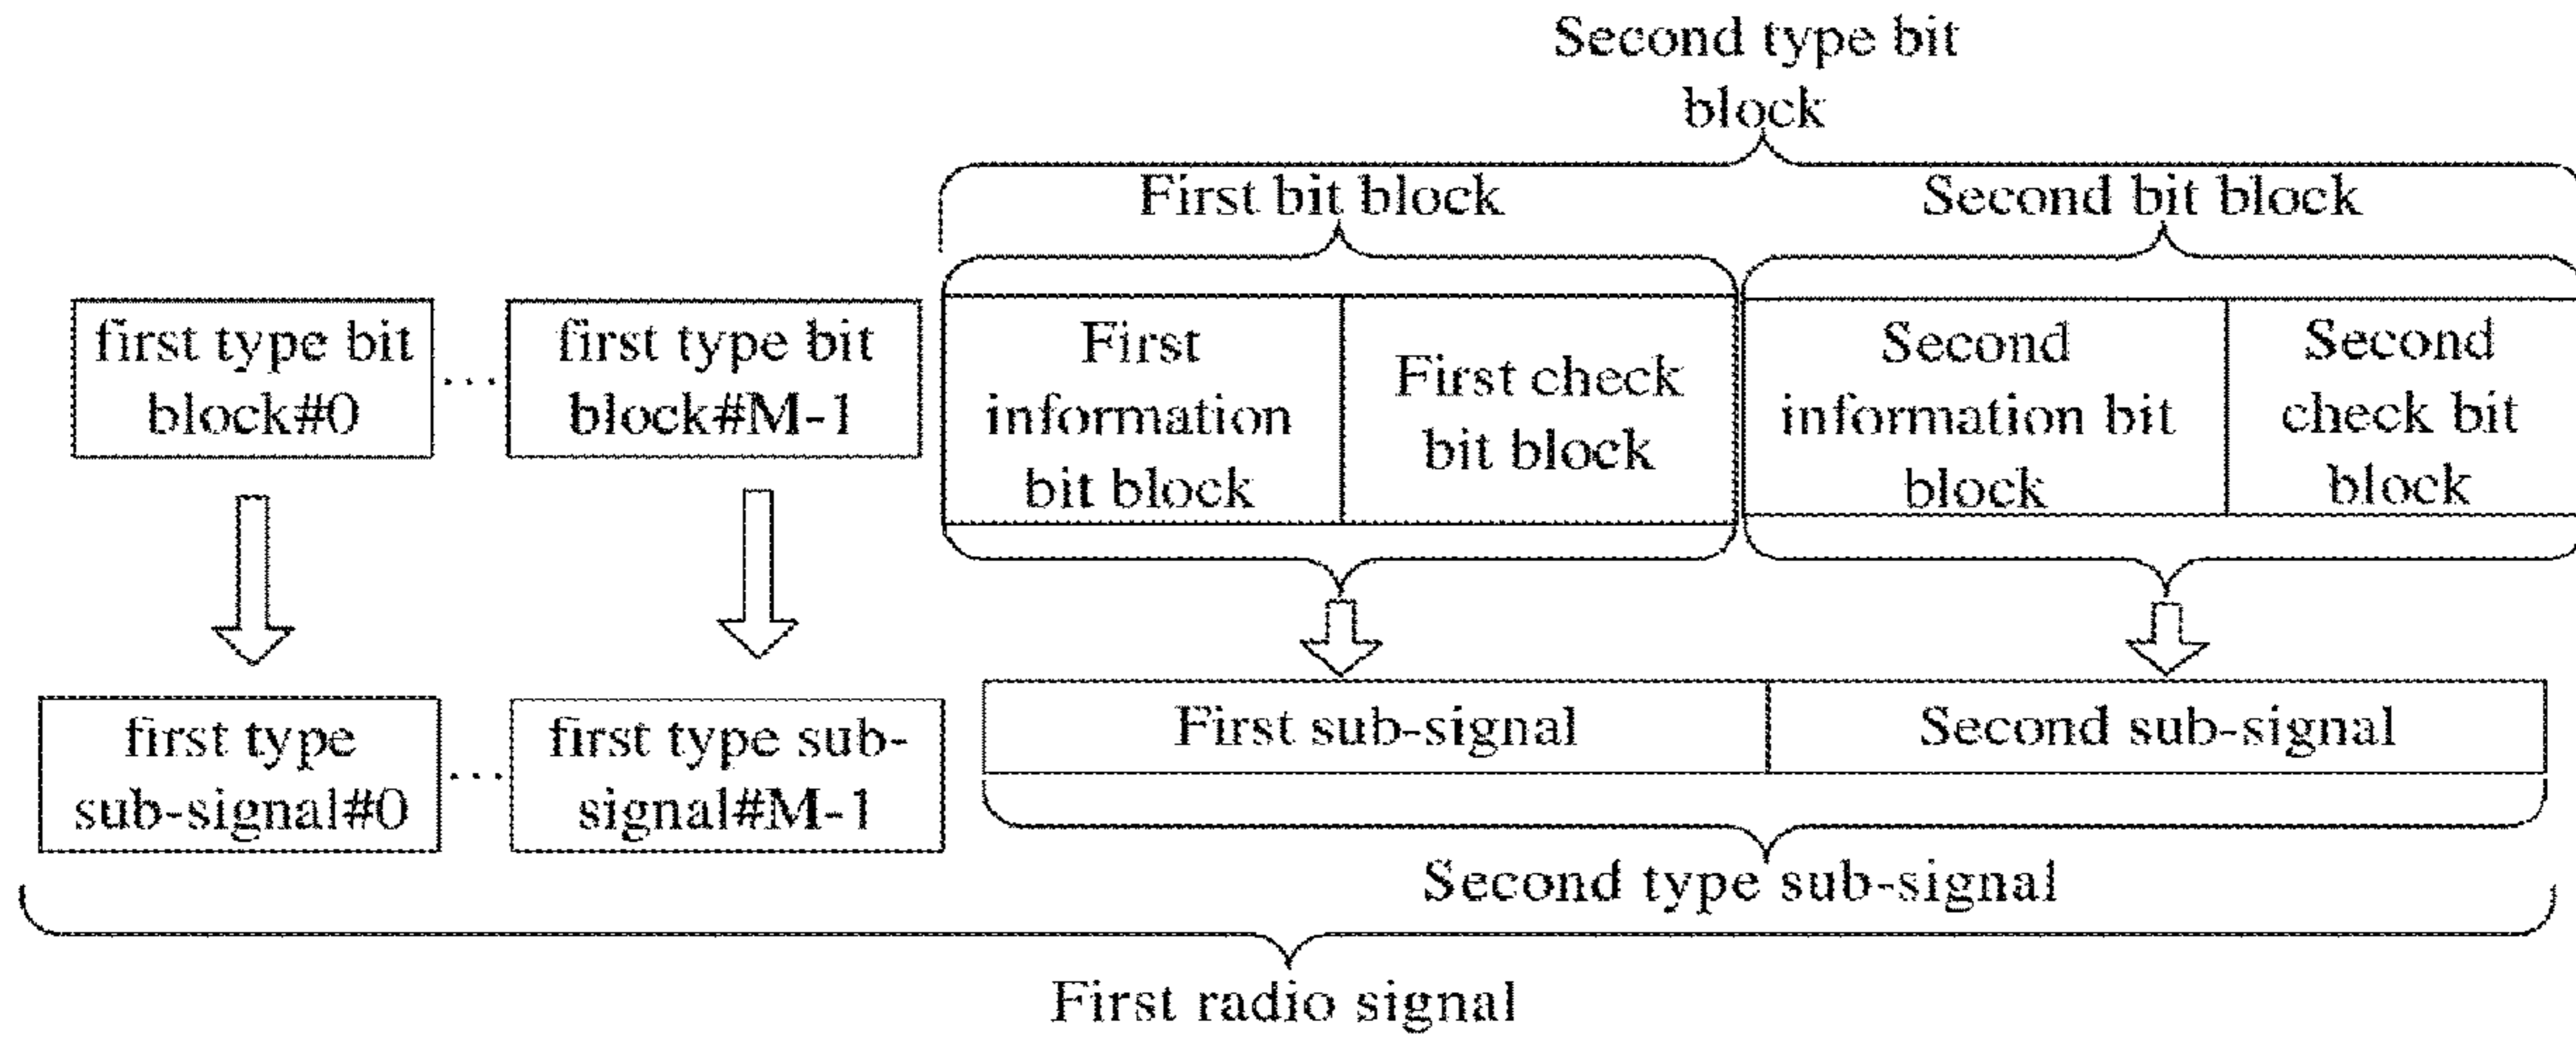 Second type bit
block
First bit block
Second bit block
first type bit
block#0
...
first type bit
block#M-1
First
information
bit block
First check
bit block
Second
information bit
block
Second
check bit
block
first type
sub-signal#0
...
first type sub-
signal#M-1
First sub-signal
Second sub-signal
Second type sub-signal
First radio signal